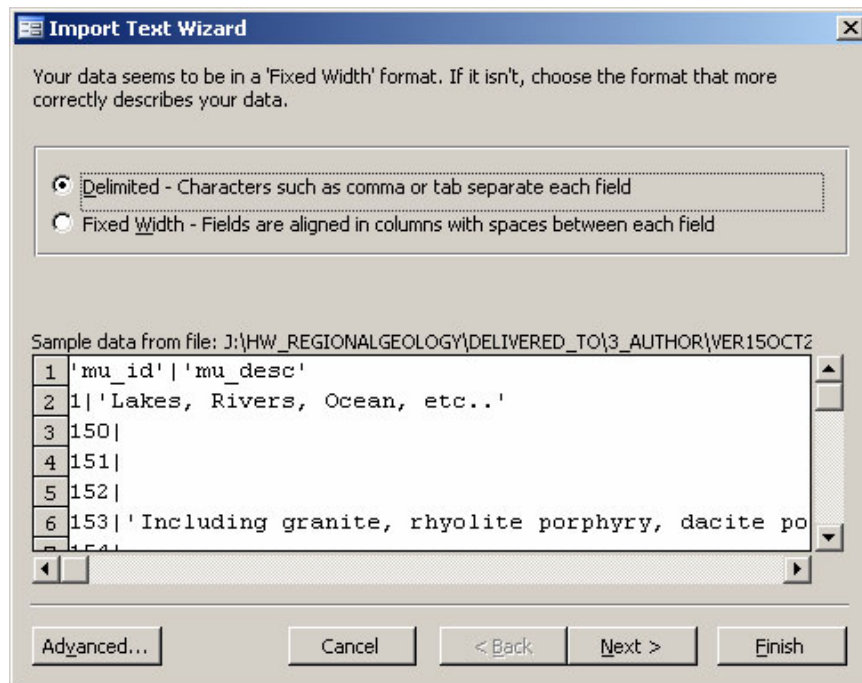 Import Text Wizard
Your data seems to be in a 'Fixed Width' format. If it isn't, choose the format that more
correctly describes your data.
Delimited - Characters such as comma or tab separate each field
Fixed Width - Fields are aligned in columns with spaces between each field
Sample data from file: J:\HW_REGIONALGEOLOGY\DELIVERED_TO\3_AUTHOR\VER15OCT2
1 'mu_id'|'mu_desc'
2 1|'Lakes, Rivers, Ocean, etc..'
3 150|
4 151|
5 152|
6 153|'Including granite, rhyolite porphyry, dacite po
7 154|
Advanced... Cancel < Back Next > Finish